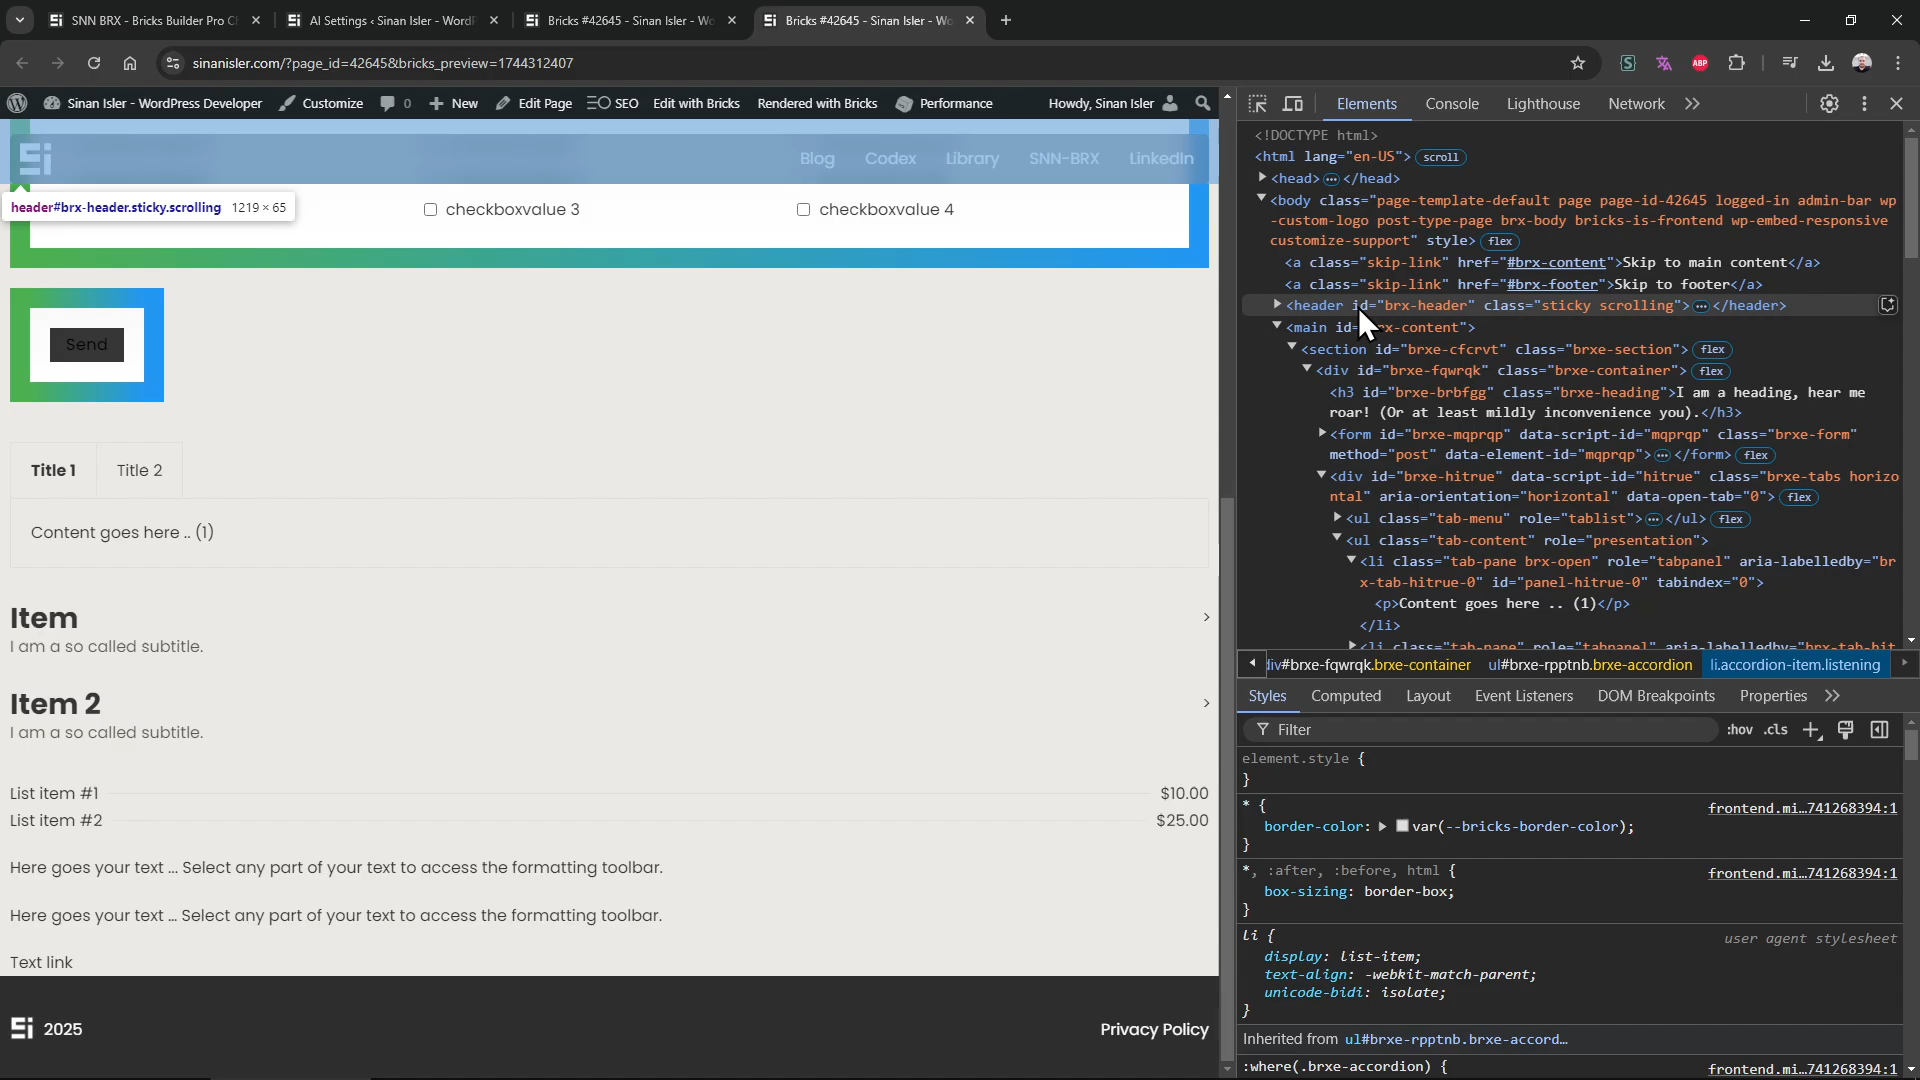 SNN BRX - Bricks Builder Pro C
AI Settings ‹ Sinan Isler - WordP
Bricks #42645 - Sinan Isler - Wo
Bricks #42645 - Sinan Isler - Wo
sinanisler.com/?page_id=42645&bricks_preview=1744312407
ABP
Sinan Isler - WordPress Developer
Customize
0
New
Edit Page
SEO
Edit with Bricks
Rendered with Bricks
Performance
Howdy, Sinan Isler
Si
Blog
Codex
Library
SNN-BRX
LinkedIn
header#brx-header.sticky.scrolling 1219 × 65
checkboxvalue 3
checkboxvalue 4
Send
Title 1
Title 2
Content goes here .. (1)
Item
I am a so called subtitle.
Item 2
I am a so called subtitle.
List item #1
$10.00
List item #2
$25.00
Here goes your text ... Select any part of your text to access the formatting toolbar.
Here goes your text ... Select any part of your text to access the formatting toolbar.
Text link
Si 2025
Privacy Policy
Elements
Console
Lighthouse
Network
<!DOCTYPE html>
<html lang="en-US"> scroll
<head> ... </head>
<body class="page-template-default page page-id-42645 logged-in admin-bar wp
-custom-logo post-type-page brx-body bricks-is-frontend wp-embed-responsive
customize-support" style> flex
<a class="skip-link" href="#brx-content">Skip to main content</a>
<a class="skip-link" href="#brx-footer">Skip to footer</a>
<header id="brx-header" class="sticky scrolling"> ... </header>
<main id= rx-content">
<section id="brxe-cfcrvt" class="brxe-section"> flex
<div id="brxe-fqwrqk" class="brxe-container"> flex
<h3 id="brxe-brbfgg" class="brxe-heading">I am a heading, hear me
roar! (Or at least mildly inconvenience you).</h3>
<form id="brxe-mqprqp" data-script-id="mqprqp" class="brxe-form"
method="post" data-element-id="mqprqp"> ... </form> flex
<div id="brxe-hitrue" data-script-id="hitrue" class="brxe-tabs horizo
ntal" aria-orientation="horizontal" data-open-tab="0"> flex
<ul class="tab-menu" role="tablist"> ... </ul> flex
<ul class="tab-content" role="presentation">
<li class="tab-pane brx-open" role="tabpanel" aria-labelledby="br
x-tab-hitrue-0" id="panel-hitrue-0" tabindex="0">
<p>Content goes here .. (1)</p>
</li>
<li class="tab-pane" role="tabpanel" aria-labelledby="brx-tab-hit
div#brxe-fqwrqk.brxe-container
ul#brxe-rpptnb.brxe-accordion
li.accordion-item.listening
Styles
Computed
Layout
Event Listeners
DOM Breakpoints
Properties
Filter
:hov
.cls
element.style {
}
* {
frontend.mi…741268394:1
border-color: var(--bricks-border-color);
}
*, :after, :before, html {
frontend.mi…741268394:1
box-sizing: border-box;
}
li {
user agent stylesheet
display: list-item;
text-align: -webkit-match-parent;
unicode-bidi: isolate;
}
Inherited from ul#brxe-rpptnb.brxe-accord…
:where(.brxe-accordion) {
frontend.mi…741268394:1